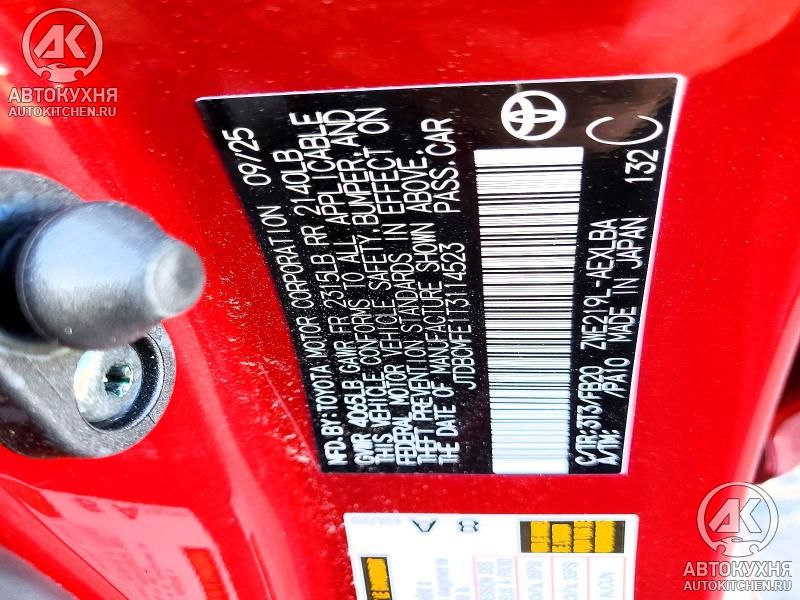 АВТОКУХНЯ
AUTOKITCHEN.RU
MFD. BY: TOYOTA MOTOR CORPORATION 09/25
GVWR 4065LB GAWR FR 2315LB RR 2140LB
THIS VEHICLE CONFORMS TO ALL APPLICABLE
FEDERAL MOTOR VEHICLE SAFETY, BUMPER, AND
THEFT PREVENTION STANDARDS IN EFFECT ON
THE DATE OF MANUFACTURE SHOWN ABOVE.
JTDBCVFE1T3114523 PASS. CAR
C/TR: 3T3/FB20 ZWE219L-AEXLBA
A/TM: /PA10 MADE IN JAPAN 132 C
8 A
АВТОКУХНЯ
AUTOKITCHEN.RU